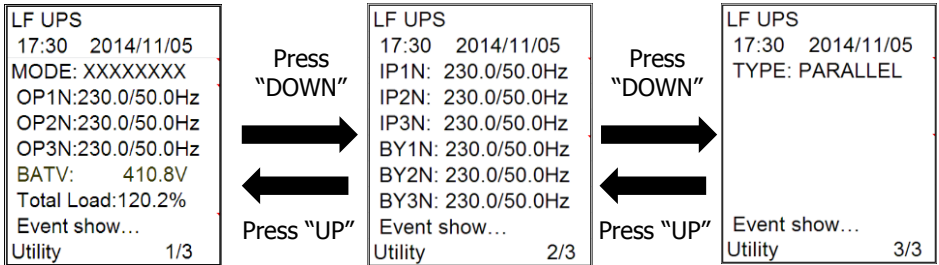 LF UPS
17:30 2014/11/05
MODE: XXXXXXXX
OP1N:230.0/50.0Hz
OP2N:230.0/50.0Hz
OP3N:230.0/50.0Hz
BATV: 410.8V
Total Load:120.2%
Event show…
Utility 1/3
Press
“DOWN”
Press “UP”
LF UPS
17:30 2014/11/05
IP1N: 230.0/50.0Hz
IP2N: 230.0/50.0Hz
IP3N: 230.0/50.0Hz
BY1N: 230.0/50.0Hz
BY2N: 230.0/50.0Hz
BY3N: 230.0/50.0Hz
Event show…
Utility 2/3
Press
“DOWN”
Press “UP”
LF UPS
17:30 2014/11/05
TYPE: PARALLEL
Event show…
Utility 3/3